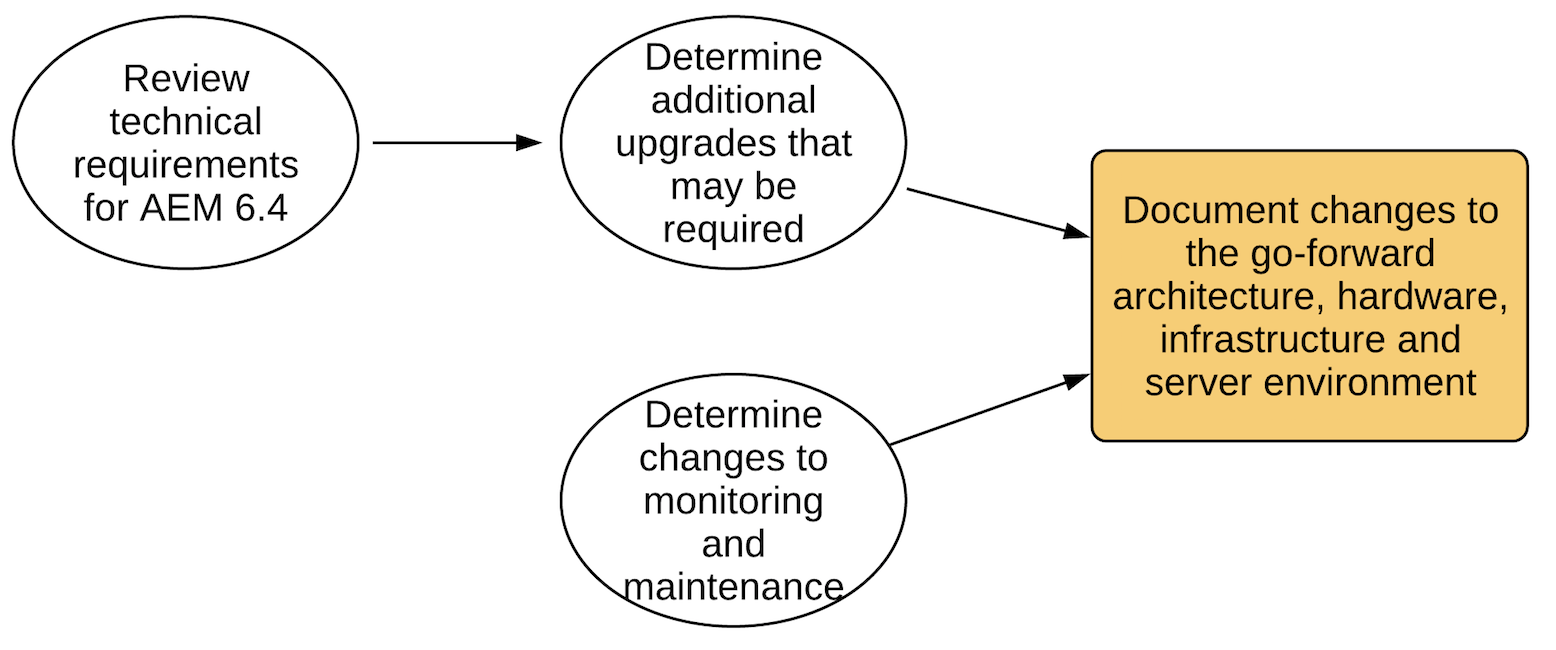 Review
technical
requirements
for AEM 6.4
Determine
additional
upgrades that
may be
required
Document changes to
the go-forward
architecture, hardware,
infrastructure and
server environment
Determine
changes to
monitoring
and
maintenance